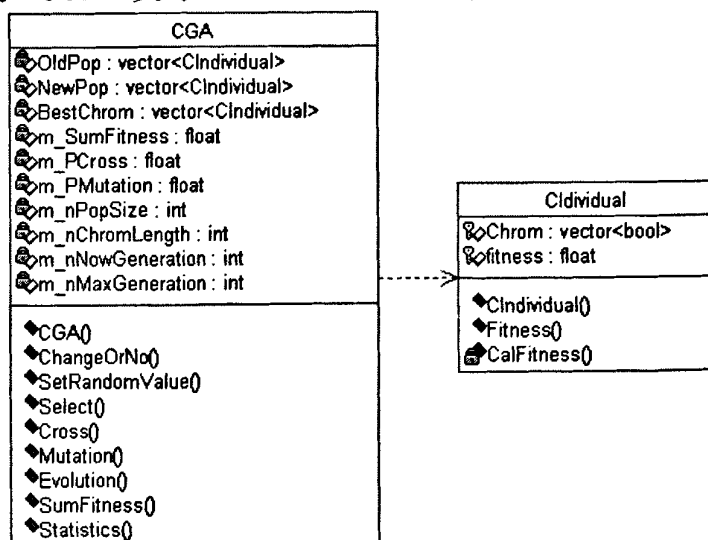 CGA
OldPop : vector<CIndividual>
NewPop : vector<CIndividual>
BestChrom : vector<CIndividual>
m_SumFitness : float
m_PCross : float
m_PMutation : float
m_nPopSize : int
m_nChromLength : int
m_nNowGeneration : int
m_nMaxGeneration : int
CGA()
ChangeOrNo()
SetRandomValue()
Select()
Cross()
Mutation()
Evolution()
SumFitness()
Statistics()
CIdividual
Chrom : vector<bool>
fitness : float
CIndividual()
Fitness()
CalFitness()